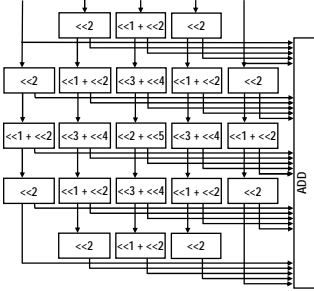 <<2 <<1 + <<2 <<2
<<2 <<1 + <<2 <<3 + <<4 <<1 + <<2 <<2
<<1 + <<2 <<3 + <<4 <<2 + <<5 <<3 + <<4 <<1 + <<2
<<2 <<1 + <<2 <<3 + <<4 <<1 + <<2 <<2
<<2 <<1 + <<2 <<2
ADD